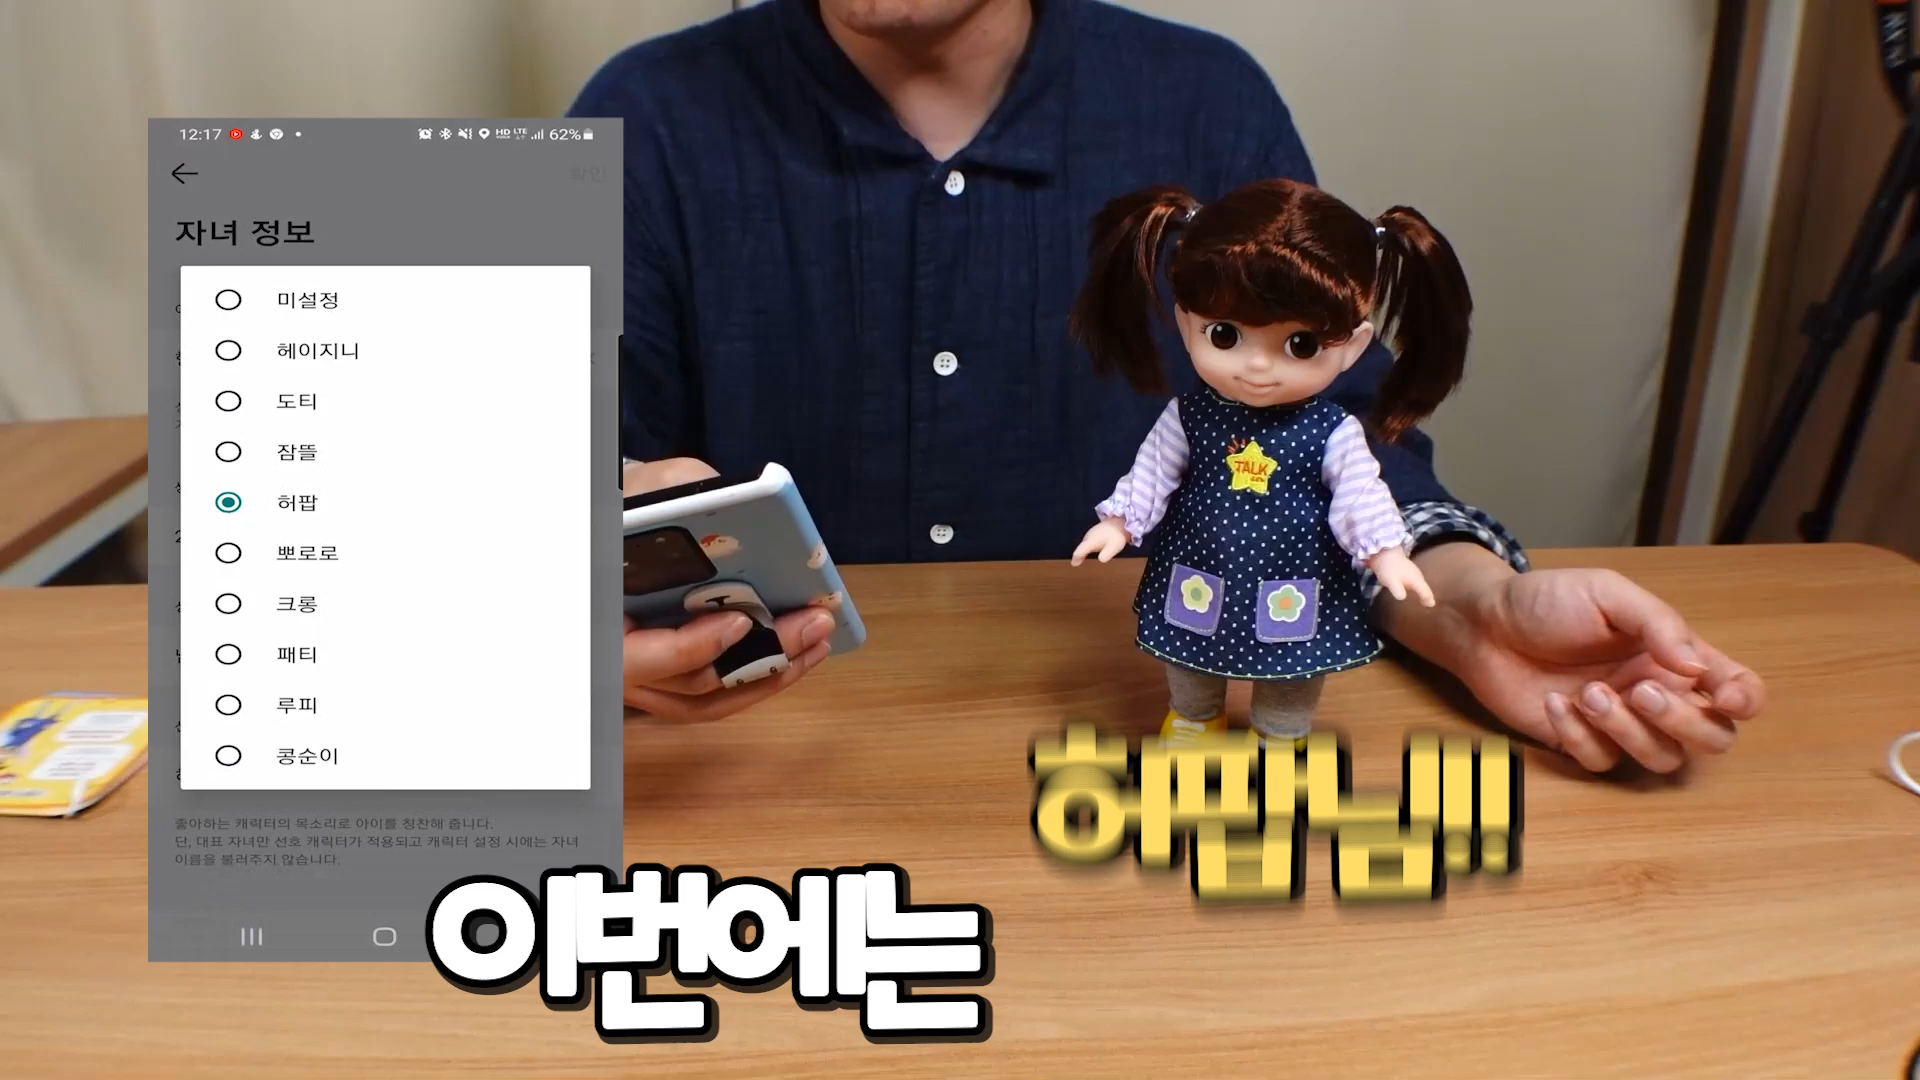 12:17
HD LTE 62%
확인
자녀 정보
미설정
헤이지니
도티
잠뜰
허팝
뽀로로
크롱
패티
루피
콩순이
좋아하는 캐릭터의 목소리로 아이를 칭찬해 줍니다.
단, 대표 자녀만 선호 캐릭터가 적용되고 캐릭터 설정 시에는 자녀
이름을 불러주지 않습니다.
TALK
허팝님!!!
이번에는